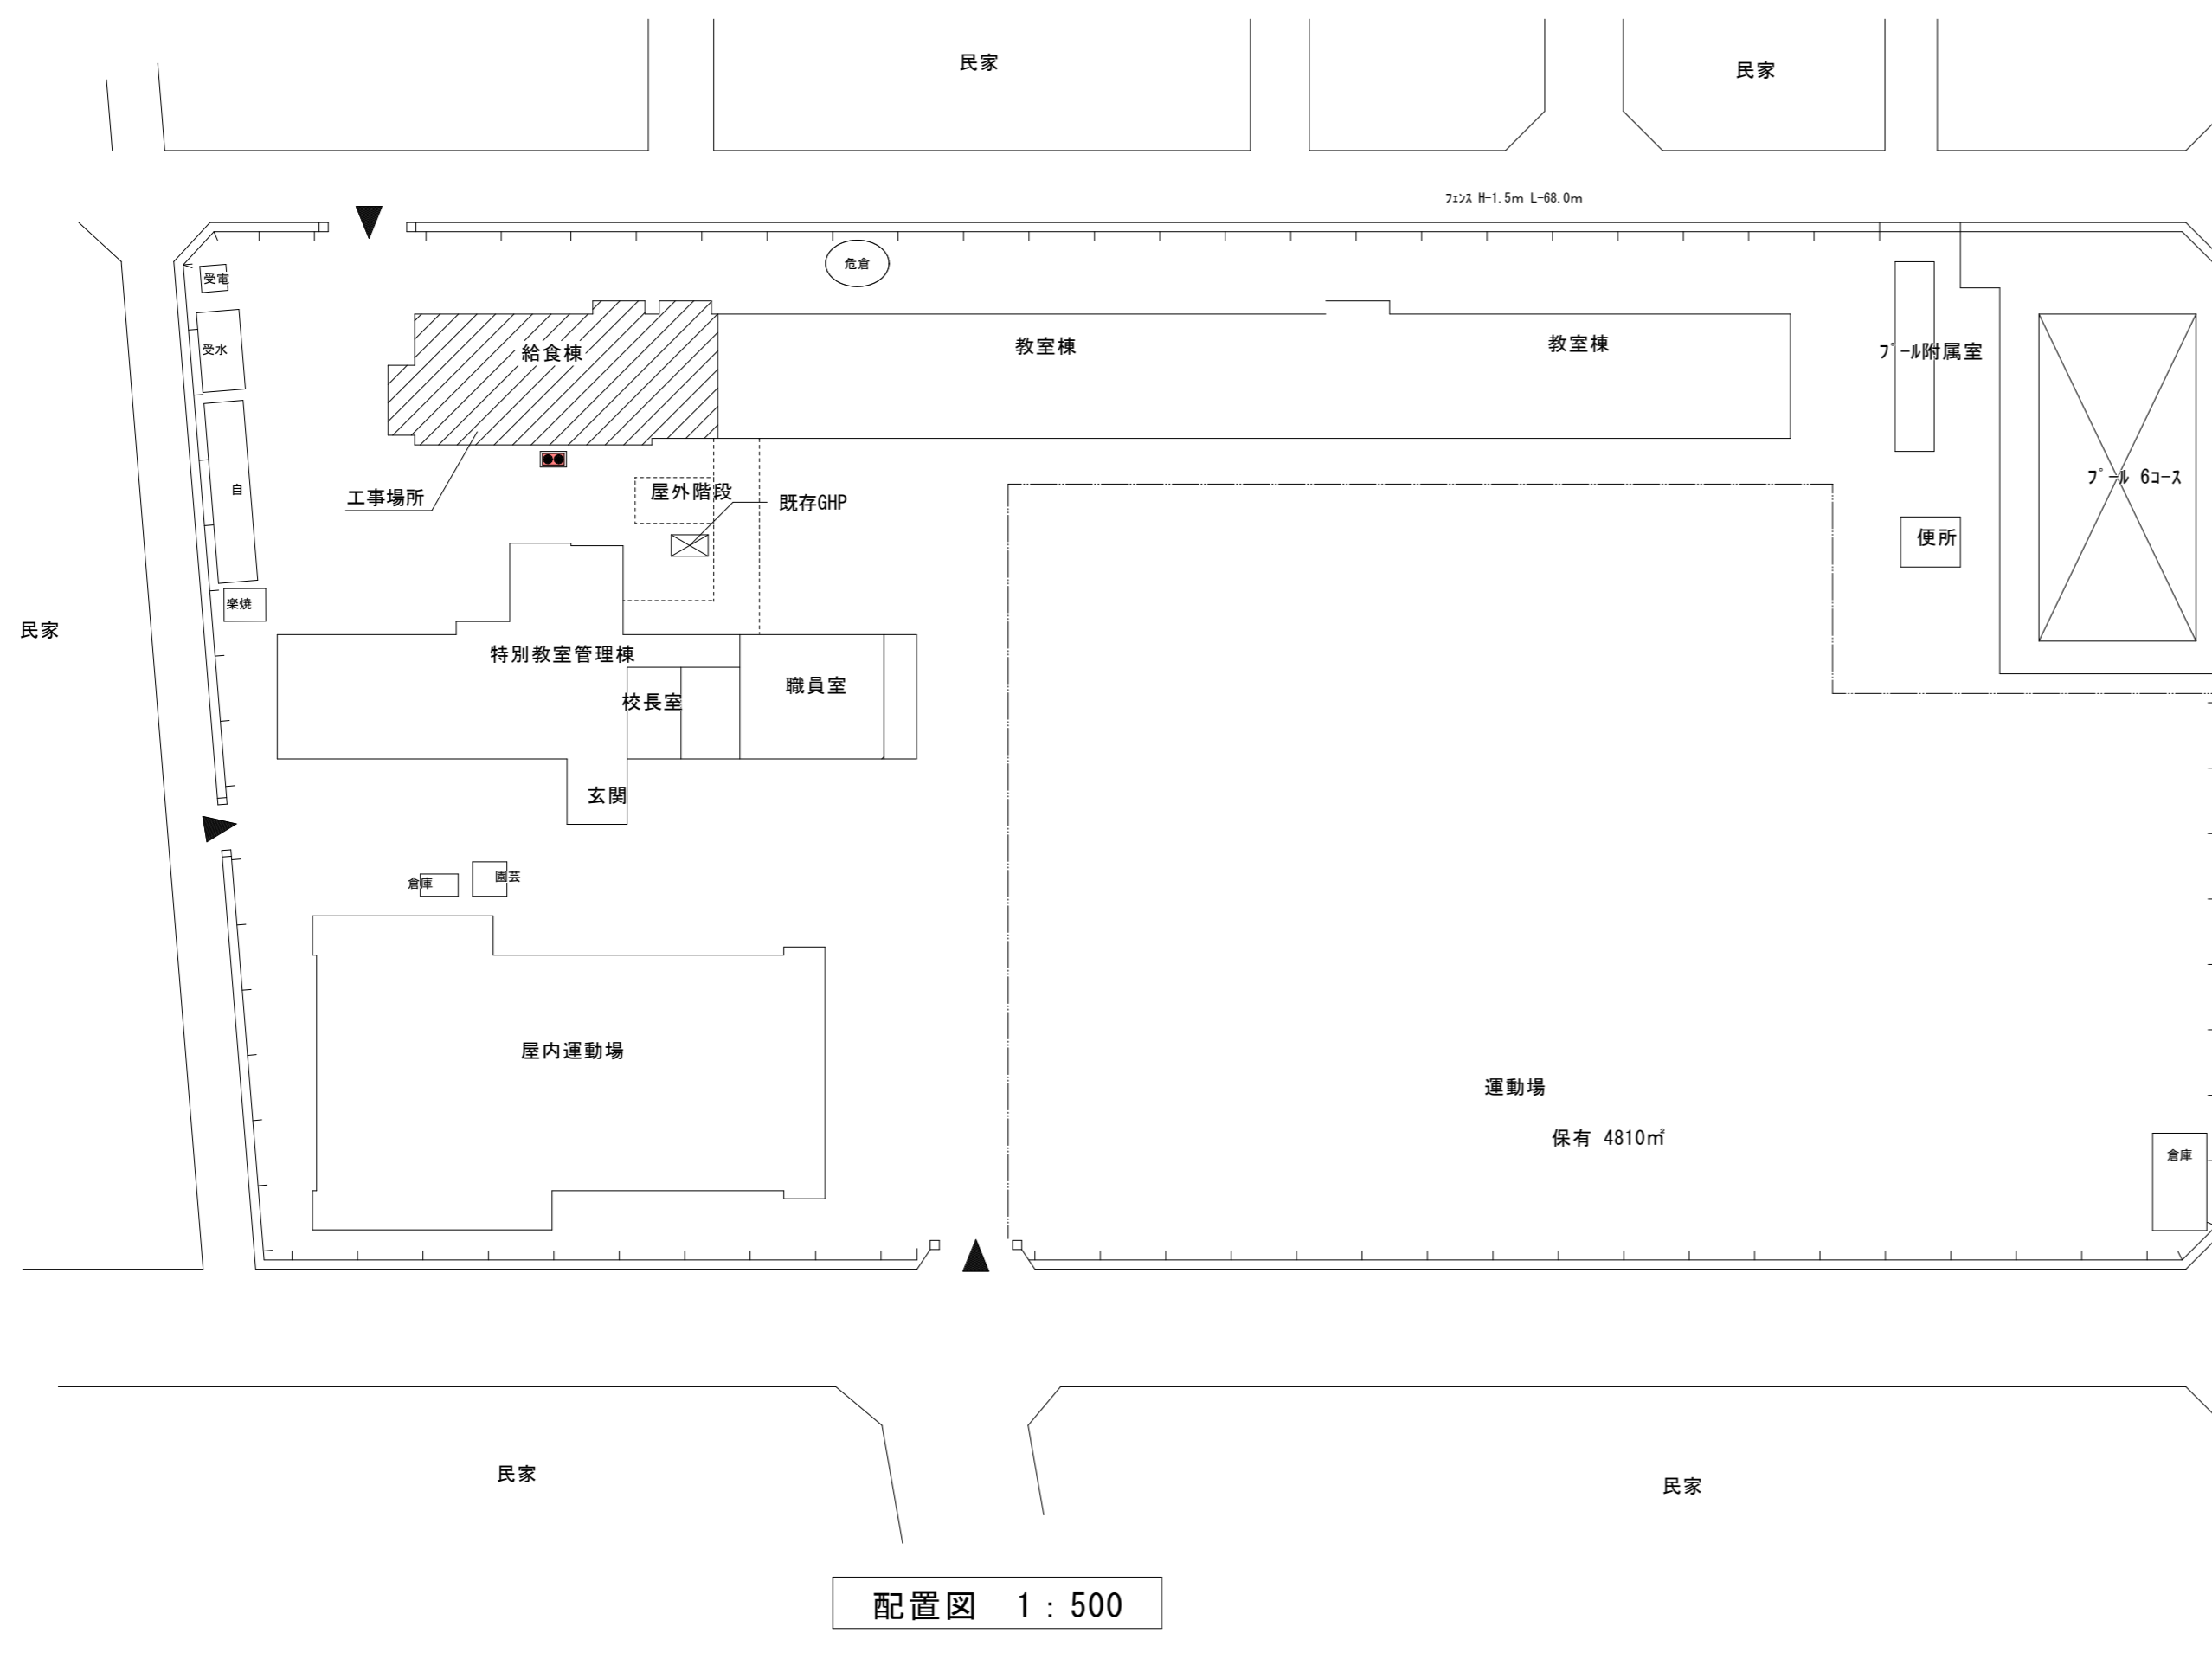 民家
民家
フェンス H-1.5m L-68.0m
危倉
受電
受水
給食棟
教室棟
教室棟
プール附属室
プール 6コース
自
工事場所
屋外階段
既存GHP
便所
楽焼
民家
特別教室管理棟
校長室
職員室
玄関
倉庫
園芸
屋内運動場
運動場
保有 4810㎡
倉庫
民家
民家
配置図 1：500